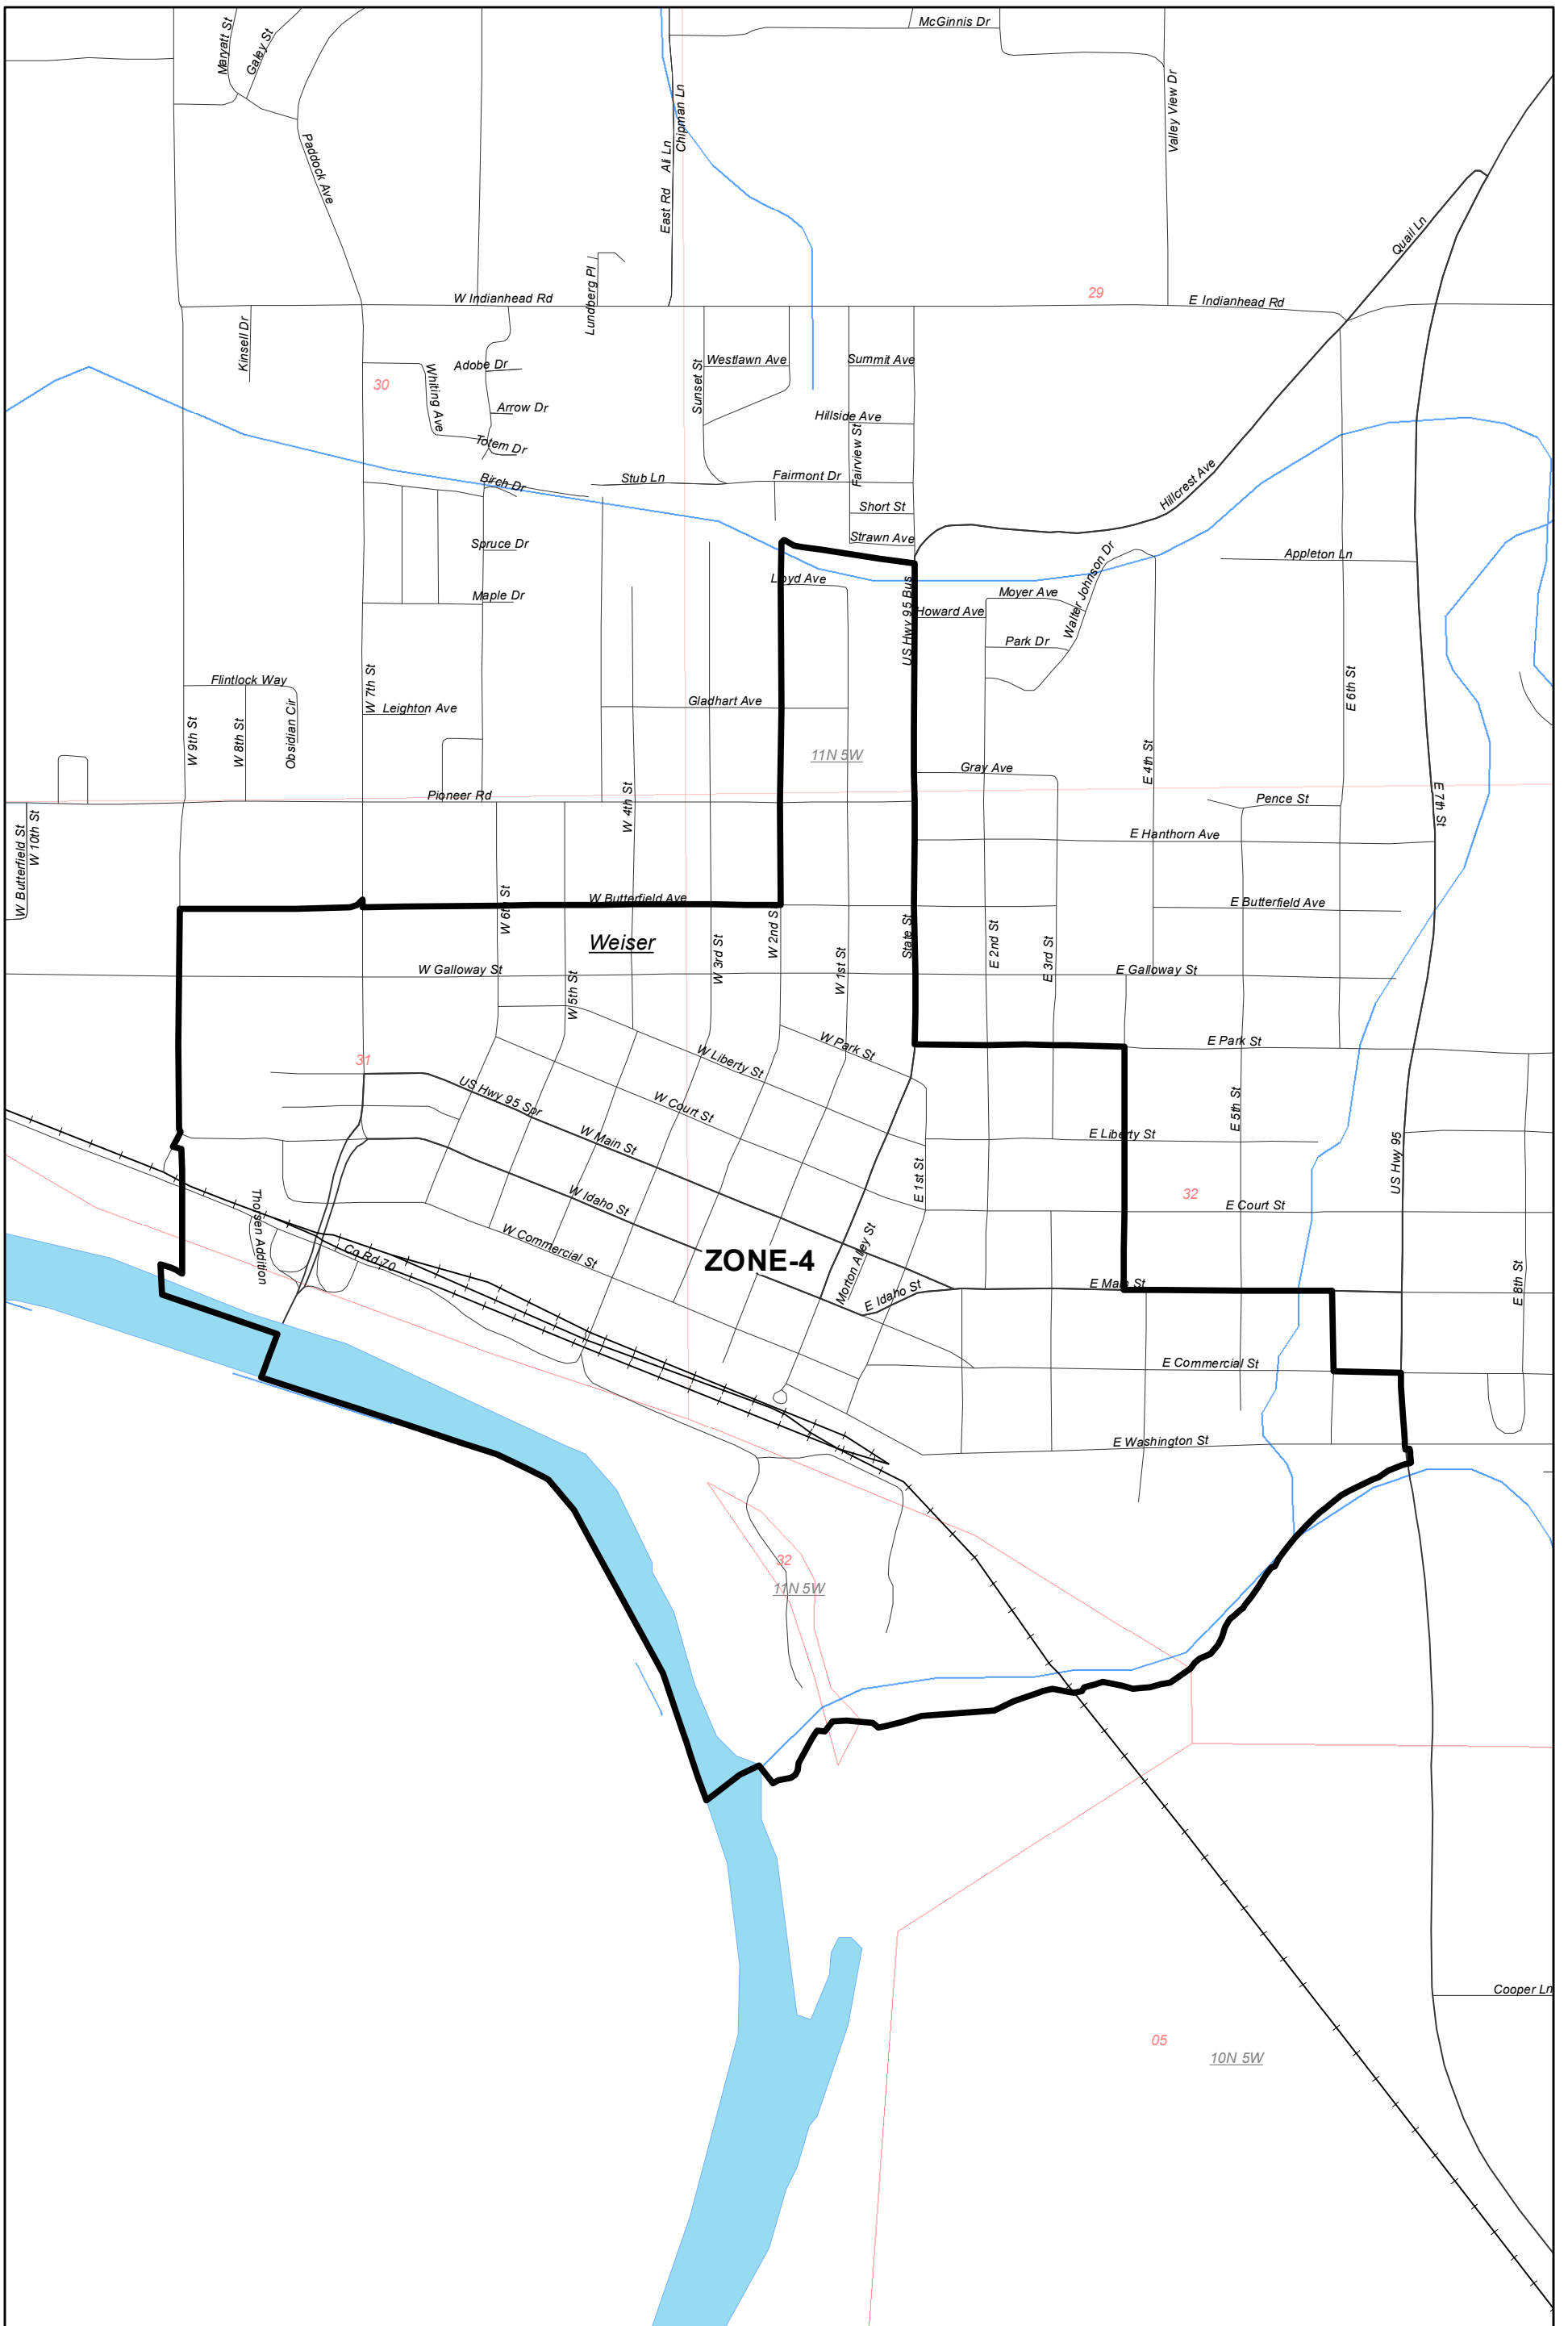 McGinnis Dr
Maryatt St
Galey St
Chipman Ln
Valley View Dr
Paddock Ave
East Rd
Ali Ln
Quail Ln
Lundberg Pl
W Indianhead Rd
29
E Indianhead Rd
Kinsell Dr
Westlawn Ave
Summit Ave
Adobe Dr
30
Whiting Ave
Sunset St
Arrow Dr
Hillside Ave
Totem Dr
Fairview St
Stub Ln
Fairmont Dr
Birch Dr
Hillcrest Ave
Short St
Strawn Ave
Spruce Dr
Appleton Ln
Lloyd Ave
Walter Johnson Dr
Maple Dr
Moyer Ave
US Hwy 95 Bus
Howard Ave
Park Dr
Flintlock Way
W 7th St
E 6th St
Leighton Ave
Gladhart Ave
W 9th St
W 8th St
Obsidian Cir
11N 5W
E 4th St
Gray Ave
Pioneer Rd
Pence St
E 7th St
W 4th St
W Butterfield St
W 10th St
E Hanthorn Ave
W 6th St
W Butterfield Ave
E Butterfield Ave
Weiser
W 3rd St
W 2nd S
State St
E 2nd St
E 3rd St
W Galloway St
E Galloway St
W 5th St
W 1st St
W Park St
E Park St
31
W Liberty St
US Hwy 95 Spr
W Court St
E 5th St
W Main St
E Liberty St
US Hwy 95
E 1st St
32
W Idaho St
E Court St
Thorsen Addition
W Commercial St
Co Rd 70
ZONE-4
Morton Alley St
E Idaho St
E Main St
E 8th St
E Commercial St
E Washington St
32
11N 5W
Cooper Ln
05
10N 5W